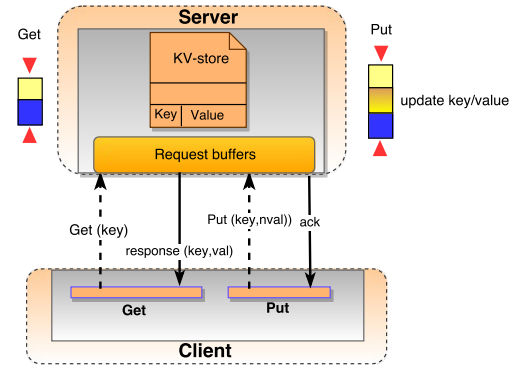 Server
Get
Put
KV-store
Key
Value
update key/value
Request buffers
Get (key)
response (key,val)
Put (key,nval))
ack
Get
Put
Client